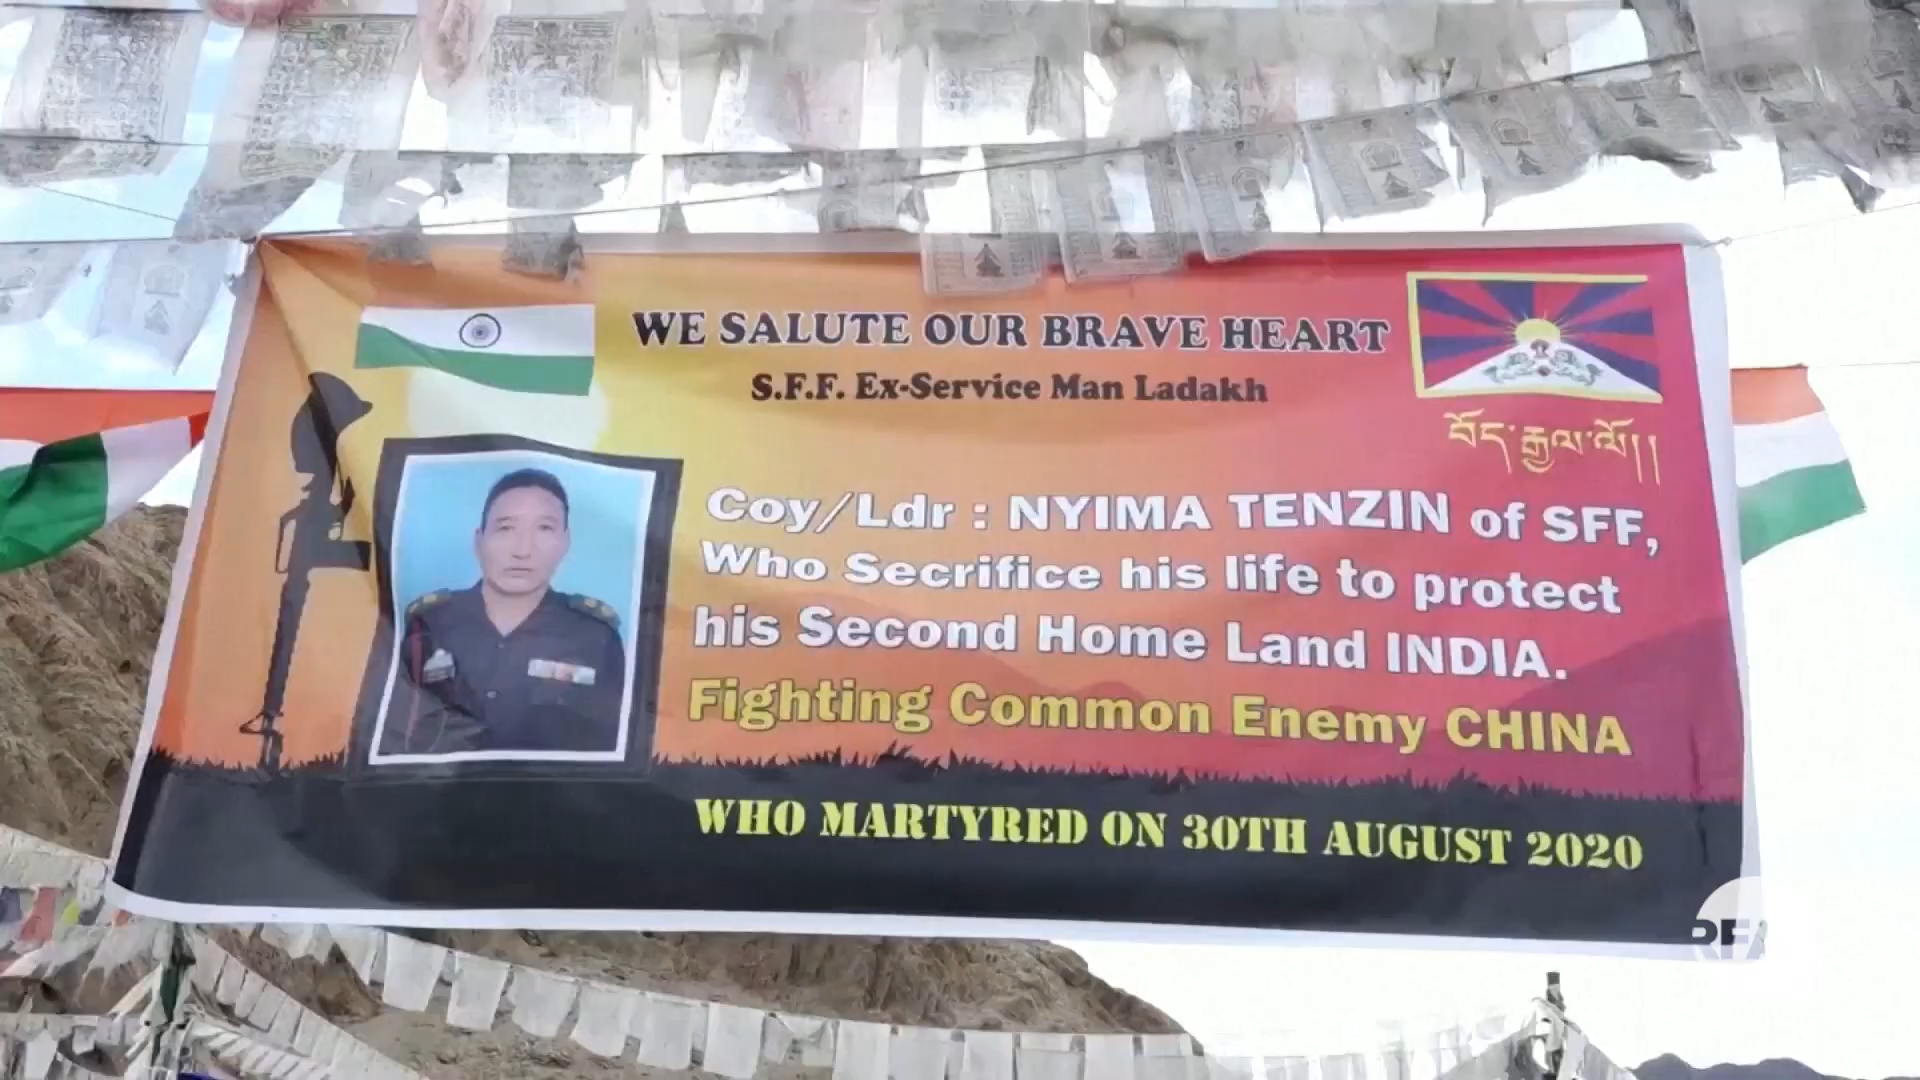 WE SALUTE OUR BRAVE HEART
S.F.F. Ex-Service Man Ladakh
བོད་རྒྱལ་ལོ།།
Coy/Ldr : NYIMA TENZIN of SFF,
Who Secrifice his life to protect
his Second Home Land INDIA.
Fighting Common Enemy CHINA
WHO MARTYRED ON 30TH AUGUST 2020
RFA